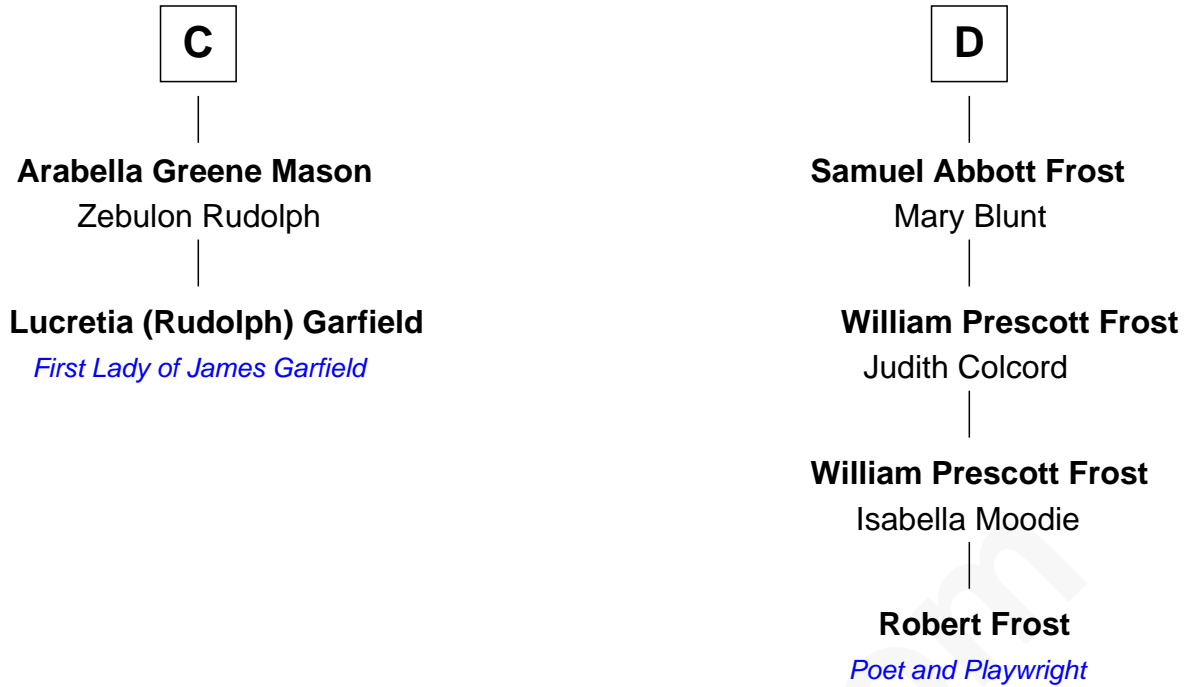 C
Arabella Greene Mason
Zebulon Rudolph
Lucretia (Rudolph) Garfield
First Lady of James Garfield
D
Samuel Abbott Frost
Mary Blunt
William Prescott Frost
Judith Colcord
William Prescott Frost
Isabella Moodie
Robert Frost
Poet and Playwright